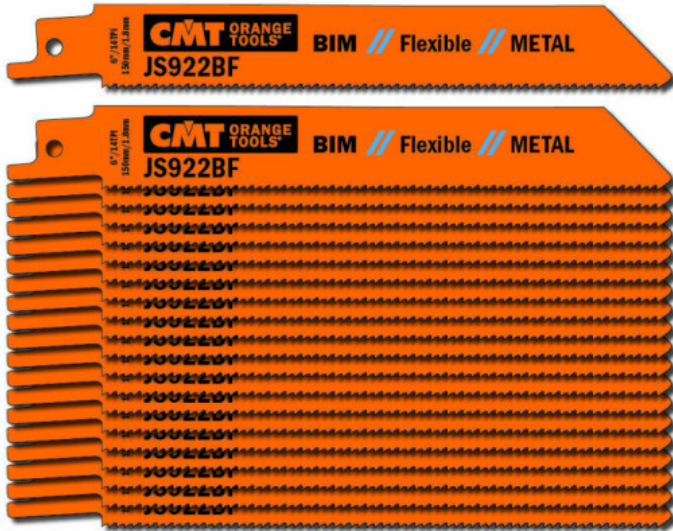 6"/14TPI
150mm/1.8mm
CMT ORANGE TOOLS®
BIM // Flexible // METAL
JS922BF
6"/14TPI
150mm/1.8mm
CMT ORANGE TOOLS®
BIM // Flexible // METAL
JS922BF